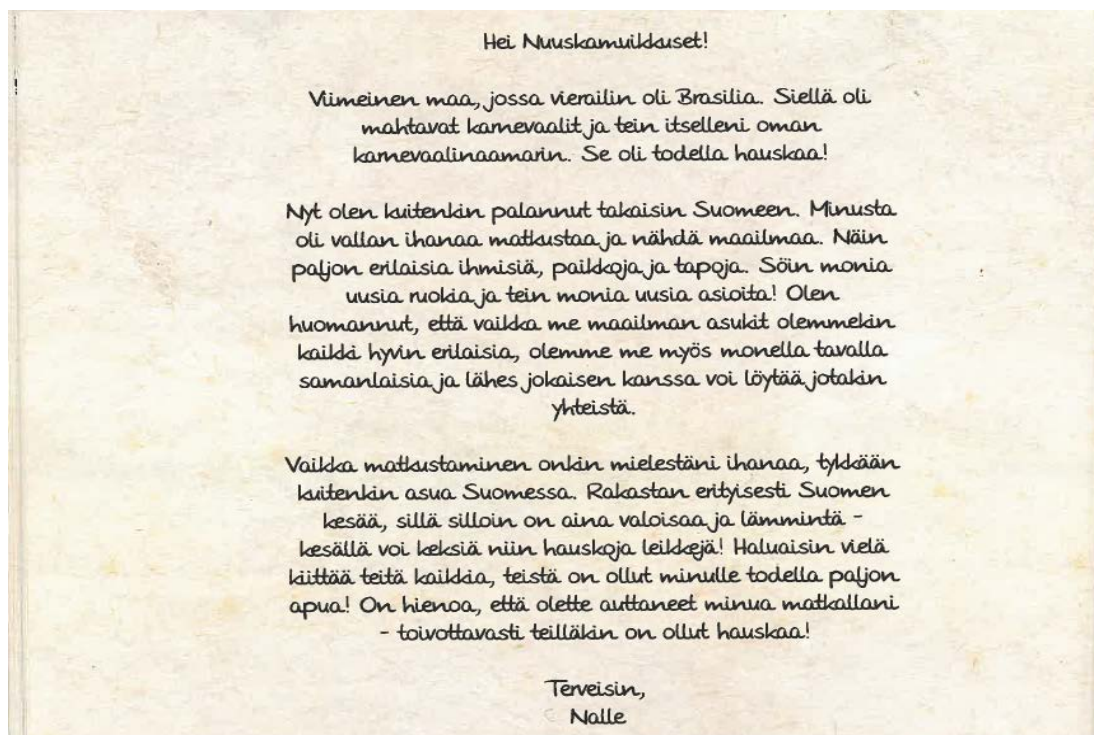 Hei Nuuskamuikkuset!
Viimeinen maa, jossa vierailin oli Brasilia. Siellä oli
mahtavat karnevaalit ja tein itselleni oman
karnevaalinaamarin. Se oli todella hauskaa!
Nyt olen kuitenkin palannut takaisin Suomeen. Minusta
oli vallan ihanaa matkustaa ja nähdä maailmaa. Näin
paljon erilaisia ihmisiä, paikkoja ja tapoja. Söin monia
uusia ruokia ja tein monia uusia asioita! Olen
huomannut, että vaikka me maailman asukit olemmekin
kaikki hyvin erilaisia, olemme me myös monella tavalla
samanlaisia ja lähes jokaisen kanssa voi löytää jotakin
yhteistä.
Vaikka matkustaminen onkin mielestäni ihanaa, tykkään
kuitenkin asua Suomessa. Rakastan erityisesti Suomen
kesää, sillä silloin on aina valoisaa ja lämmintä -
kesällä voi keksiä niin hauskoja leikkejä! Haluaisin vielä
kiittää teitä kaikkia, teistä on ollut minulle todella paljon
apua! On hienoa, että olette auttaneet minua matkallani
- toivottavasti teilläkin on ollut hauskaa!
Terveisin,
Nalle